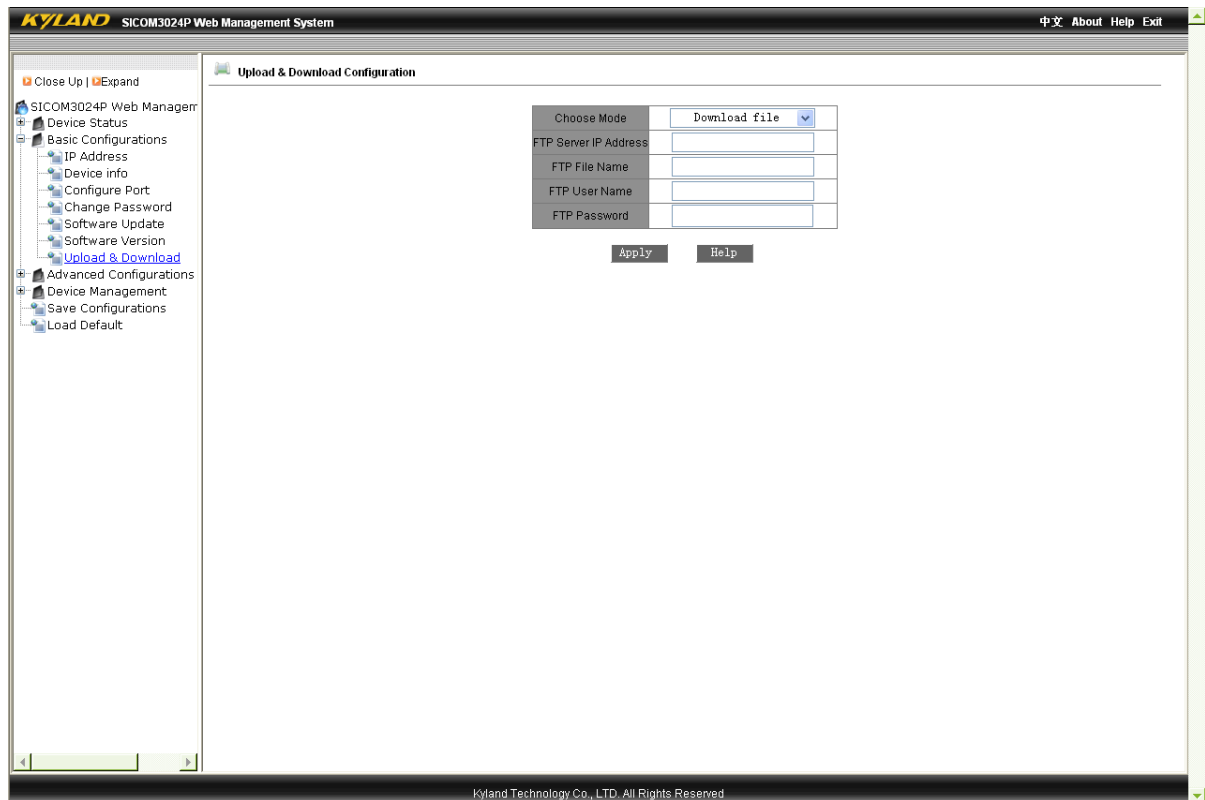 KYLAND SICOM3024P Web Management System
中文 About Help Exit
Close Up | Expand
SICOM3024P Web Managem
Device Status
Basic Configurations
IP Address
Device info
Configure Port
Change Password
Software Update
Software Version
Upload & Download
Advanced Configurations
Device Management
Save Configurations
Load Default
Upload & Download Configuration
Choose Mode Download file
FTP Server IP Address
FTP File Name
FTP User Name
FTP Password
Apply Help
Kyland Technology Co., LTD. All Rights Reserved